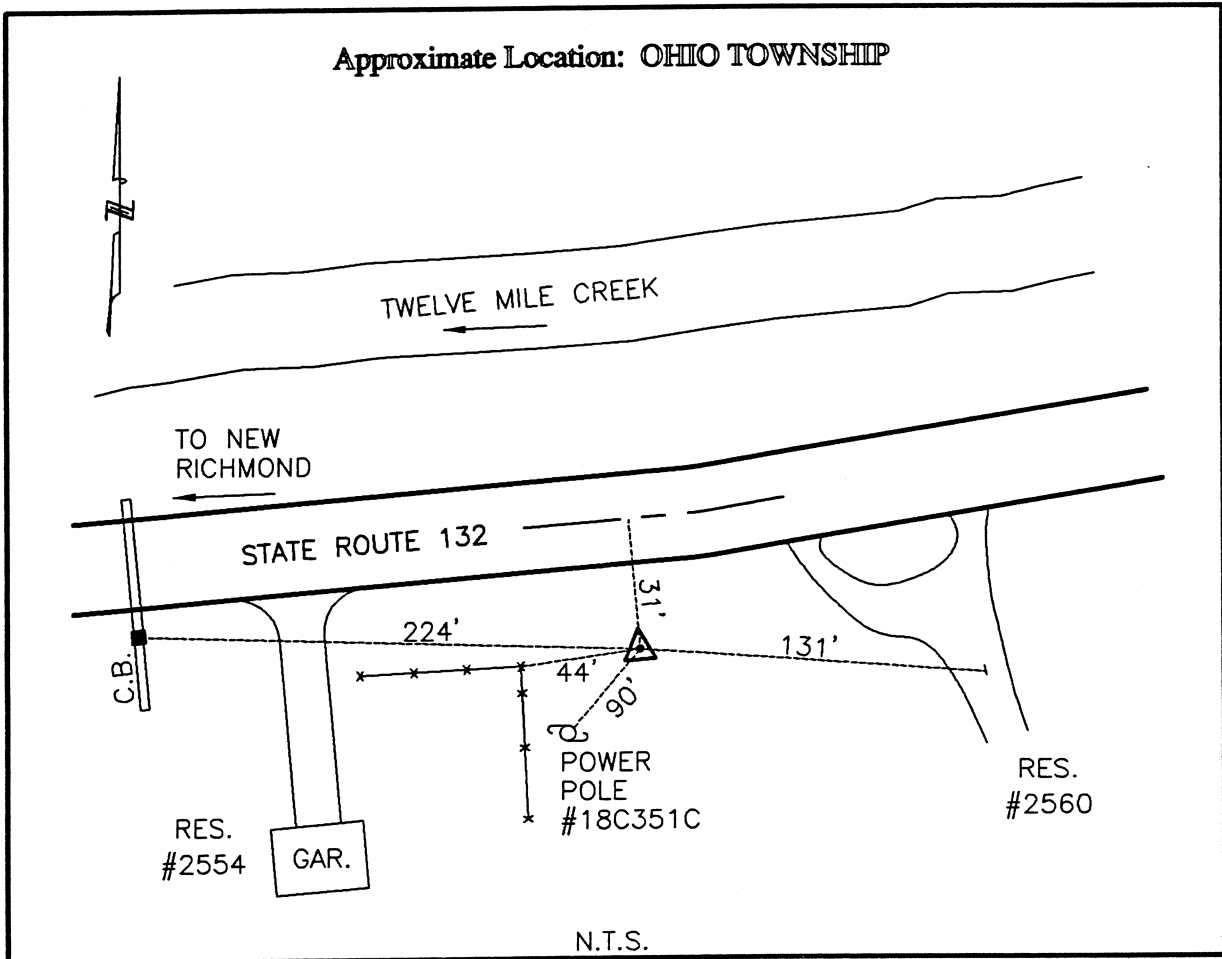 Approximate Location: OHIO TOWNSHIP
N
TWELVE MILE CREEK
TO NEW
RICHMOND
STATE ROUTE 132
31'
224'
131'
44'
90'
C.B.
POWER
POLE
#18C351C
RES.
#2560
RES.
#2554
GAR.
N.T.S.